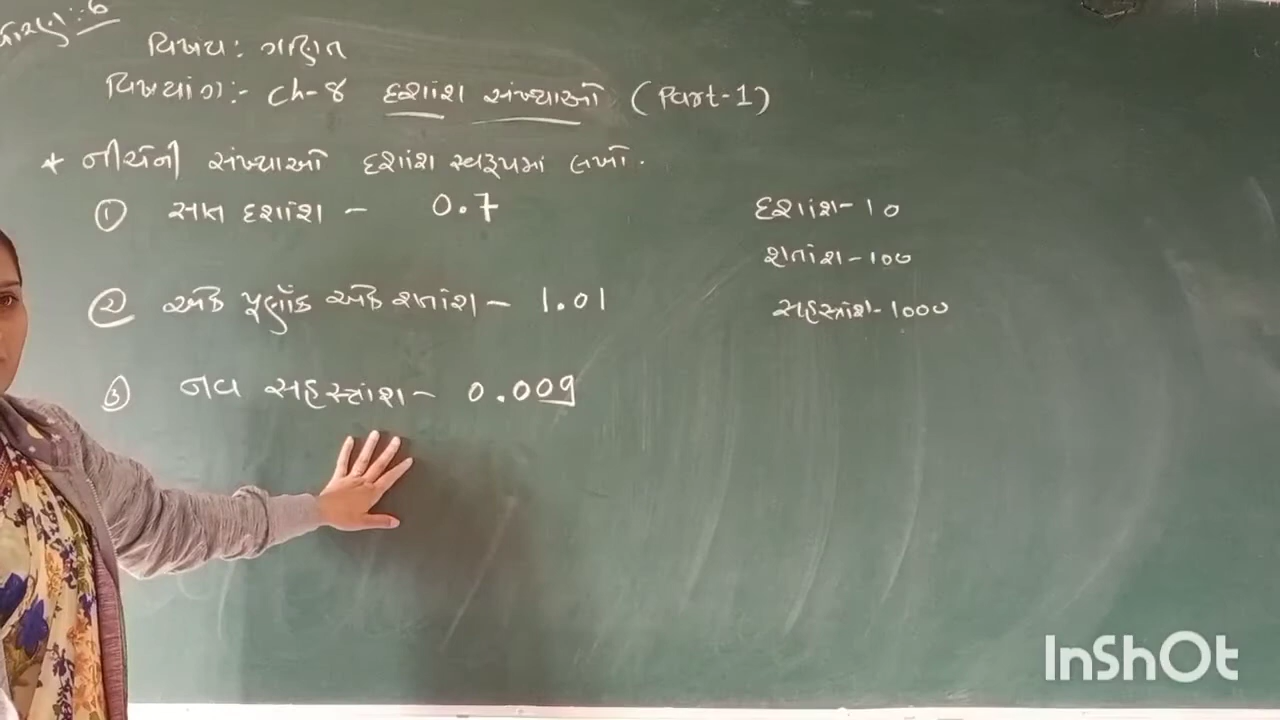 ધોરણ : ૬
વિષય : ગણિત
વિષયાંગ :- Ch-8 દશાંશ સંખ્યાઓ (Part-1)
* નીચેની સંખ્યાઓ દશાંશ સ્વરૂપમાં લખો.
① સાત દશાંશ - 0.7
② એક પૂર્ણાંક એક શતાંશ - 1.01
③ નવ સહસ્ત્રાંશ - 0.009
દશાંશ - 10
શતાંશ - 100
સહસ્ત્રાંશ - 1000
InShOt